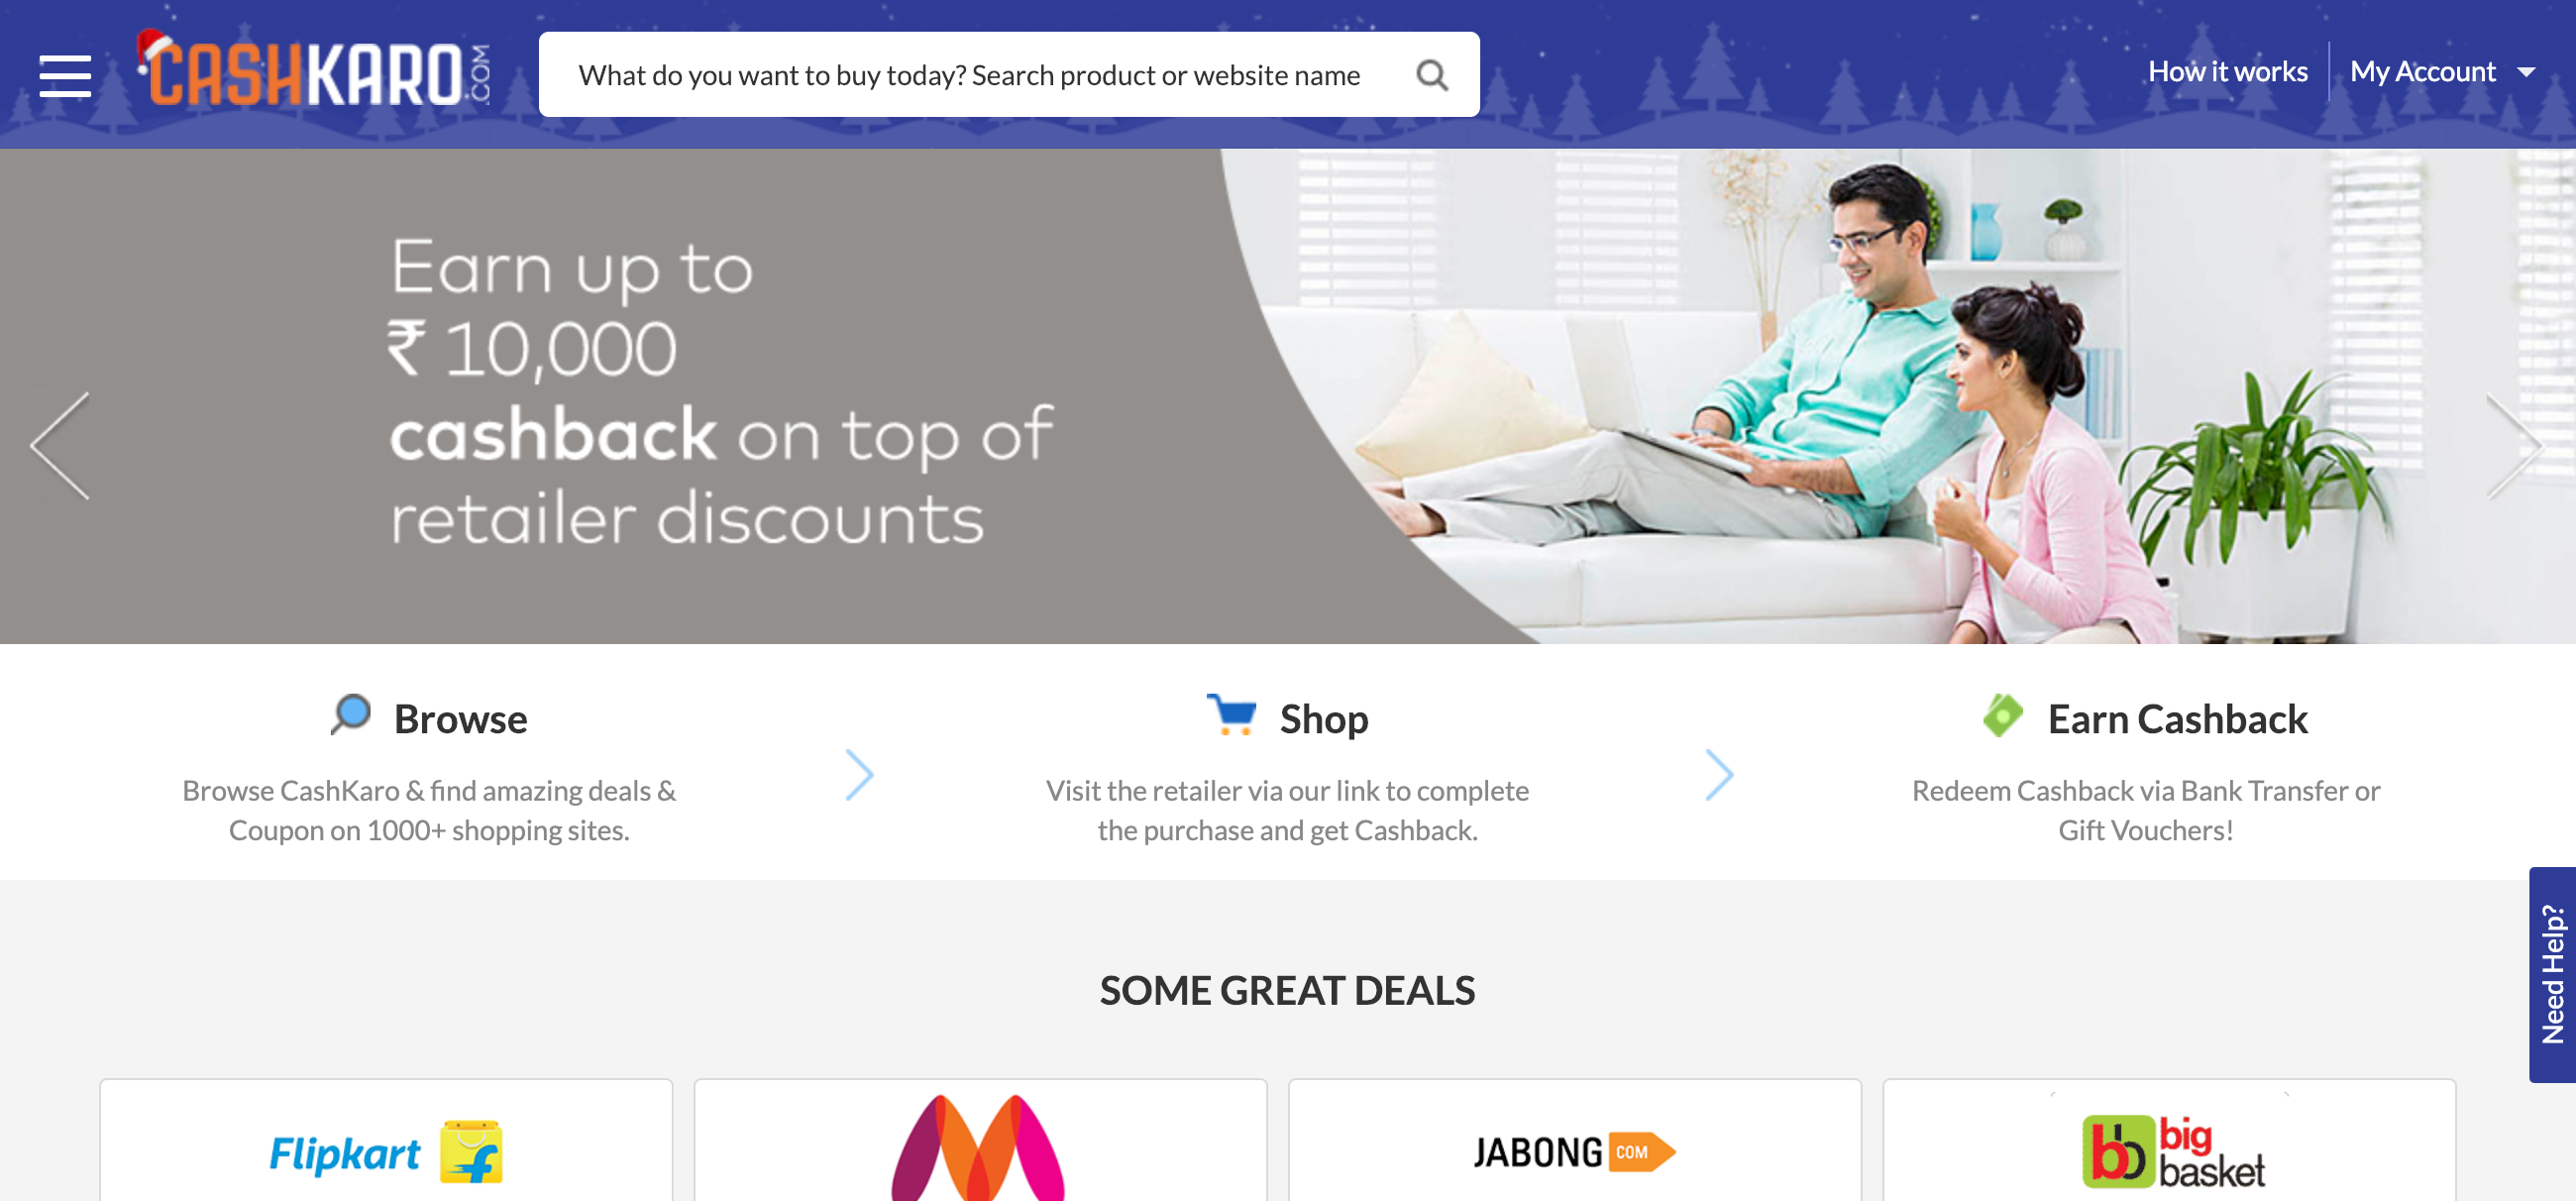 CASHKARO.COM
What do you want to buy today? Search product or website name
How it works
My Account
Earn up to
₹ 10,000
cashback on top of
retailer discounts
Browse
Browse CashKaro & find amazing deals &
Coupon on 1000+ shopping sites.
Shop
Visit the retailer via our link to complete
the purchase and get Cashback.
Earn Cashback
Redeem Cashback via Bank Transfer or
Gift Vouchers!
Need Help?
SOME GREAT DEALS
Flipkart
JABONG COM
bb big
basket